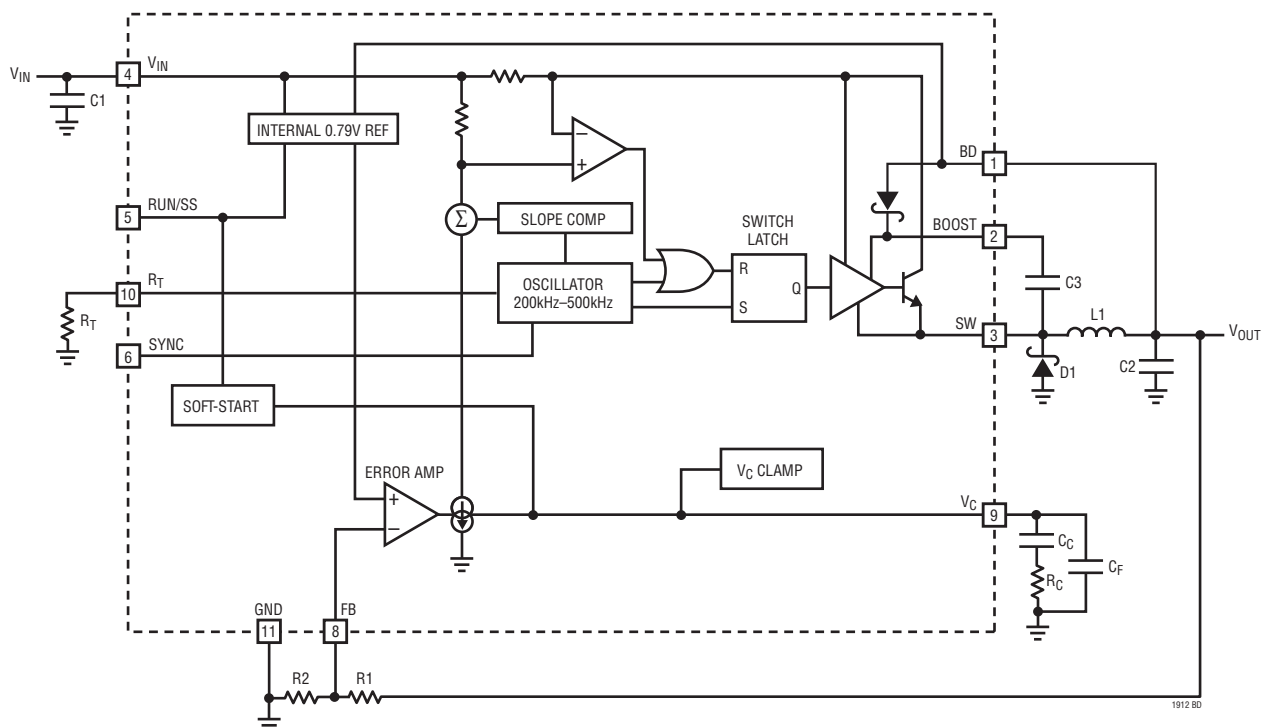 VIN
4
VIN
C1
INTERNAL 0.79V REF
−
+
BD
1
5
RUN/SS
Σ
SLOPE COMP
SWITCH
LATCH
BOOST
2
C3
R
Q
S
10
RT
OSCILLATOR
200kHz–500kHz
RT
6
SYNC
SW
3
L1
VOUT
D1
C2
SOFT-START
ERROR AMP
+
−
VC CLAMP
VC
9
CC
RC
CF
GND
11
FB
8
R2
R1
1912 BD